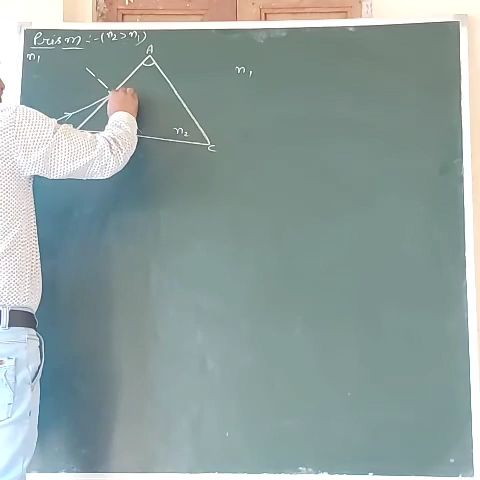 Prism :- (n₂ > n₁)
n₁
A
n₁
n₂
C